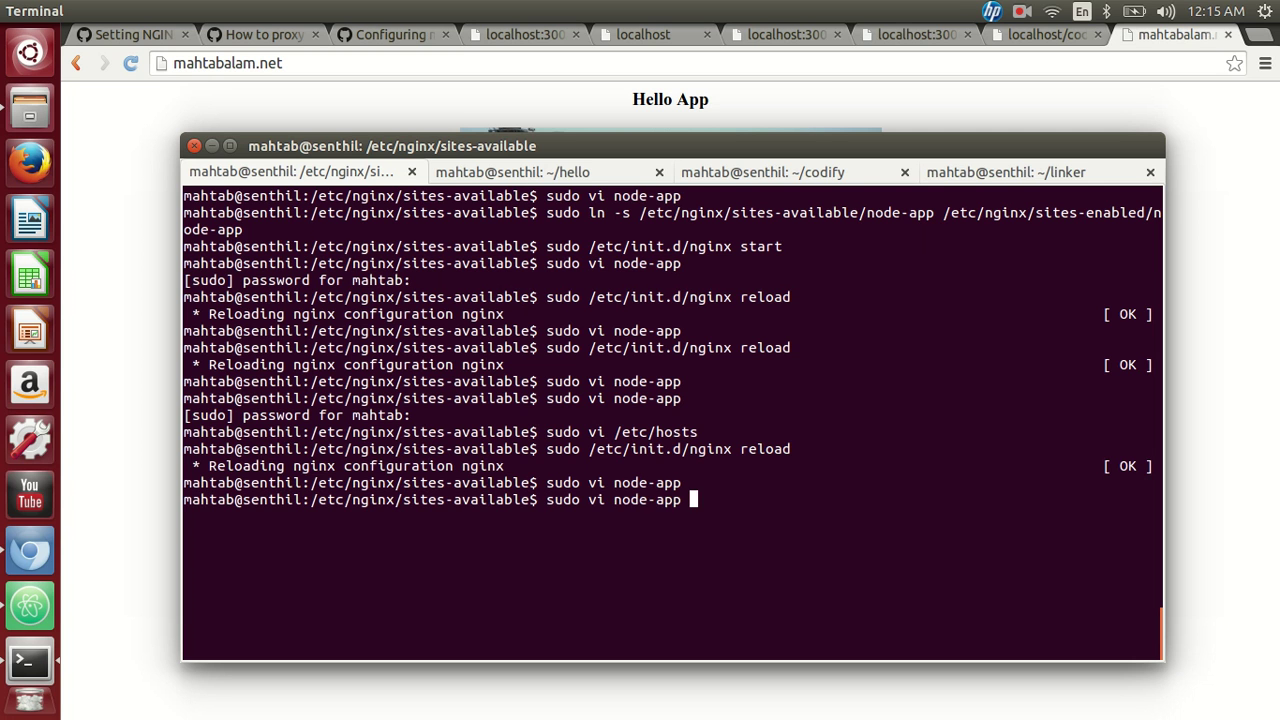 Terminal
hp
En
12:15 AM
Setting NGIN
How to proxy
Configuring n
localhost:300
localhost
localhost:300
localhost:300
localhost/coc
mahtabalam.n
mahtabalam.net
Hello App
mahtab@senthil: /etc/nginx/sites-available
mahtab@senthil: /etc/nginx/si...
mahtab@senthil: ~/hello
mahtab@senthil: ~/codify
mahtab@senthil: ~/linker
mahtab@senthil:/etc/nginx/sites-available$ sudo vi node-app
mahtab@senthil:/etc/nginx/sites-available$ sudo ln -s /etc/nginx/sites-available/node-app /etc/nginx/sites-enabled/n
ode-app
mahtab@senthil:/etc/nginx/sites-available$ sudo /etc/init.d/nginx start
mahtab@senthil:/etc/nginx/sites-available$ sudo vi node-app
[sudo] password for mahtab:
mahtab@senthil:/etc/nginx/sites-available$ sudo /etc/init.d/nginx reload
* Reloading nginx configuration nginx [ OK ]
mahtab@senthil:/etc/nginx/sites-available$ sudo vi node-app
mahtab@senthil:/etc/nginx/sites-available$ sudo /etc/init.d/nginx reload
* Reloading nginx configuration nginx [ OK ]
mahtab@senthil:/etc/nginx/sites-available$ sudo vi node-app
mahtab@senthil:/etc/nginx/sites-available$ sudo vi node-app
[sudo] password for mahtab:
mahtab@senthil:/etc/nginx/sites-available$ sudo vi /etc/hosts
mahtab@senthil:/etc/nginx/sites-available$ sudo /etc/init.d/nginx reload
* Reloading nginx configuration nginx [ OK ]
mahtab@senthil:/etc/nginx/sites-available$ sudo vi node-app
mahtab@senthil:/etc/nginx/sites-available$ sudo vi node-app
a
You
Tube